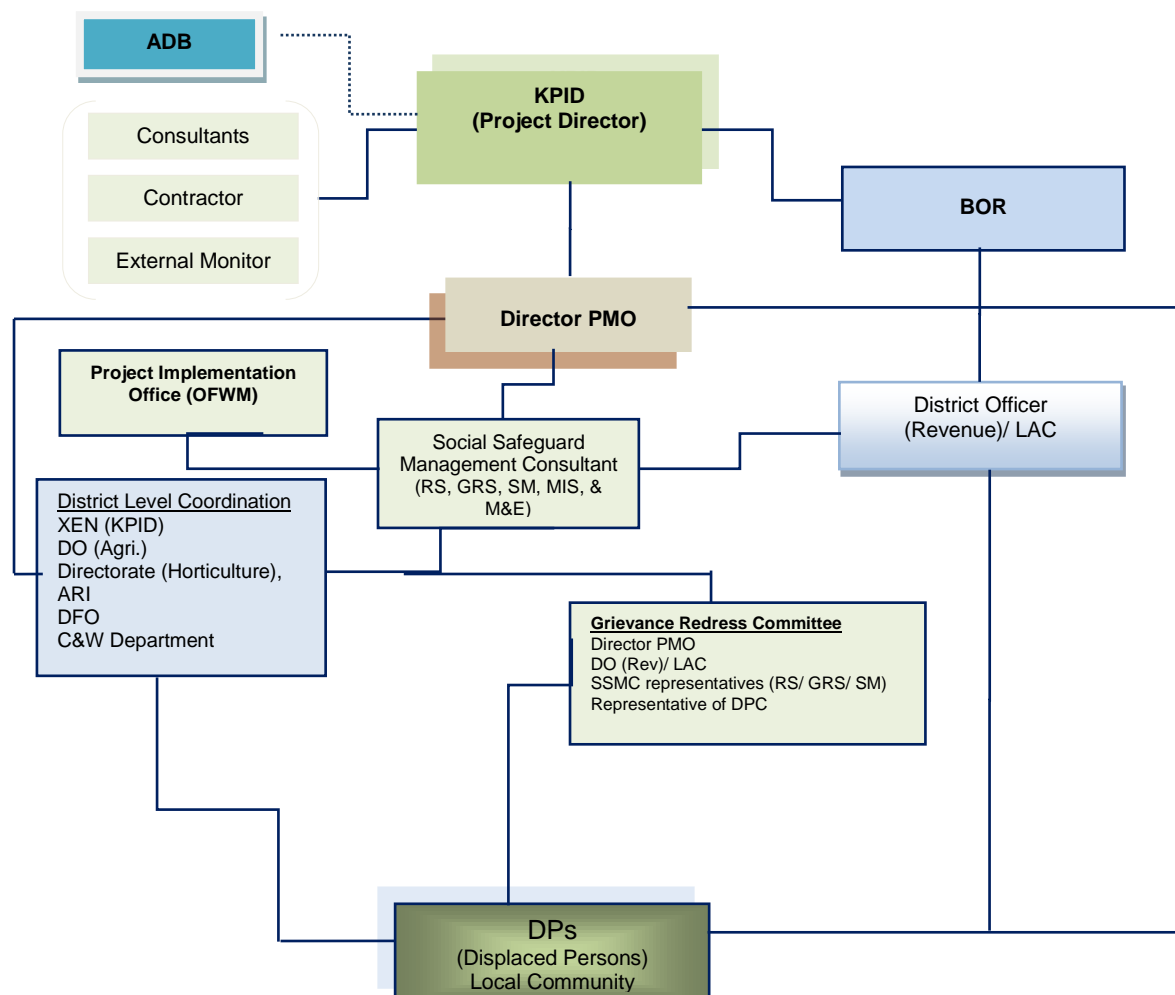 ADB
KPID
(Project Director)
Consultants
Contractor
External Monitor
BOR
Director PMO
Project Implementation
Office (OFWM)
Social Safeguard
Management Consultant
(RS, GRS, SM, MIS, &
M&E)
District Officer
(Revenue)/ LAC
District Level Coordination
XEN (KPID)
DO (Agri.)
Directorate (Horticulture),
ARI
DFO
C&W Department
Grievance Redress Committee
Director PMO
DO (Rev)/ LAC
SSMC representatives (RS/ GRS/ SM)
Representative of DPC
DPs
(Displaced Persons)
Local Community